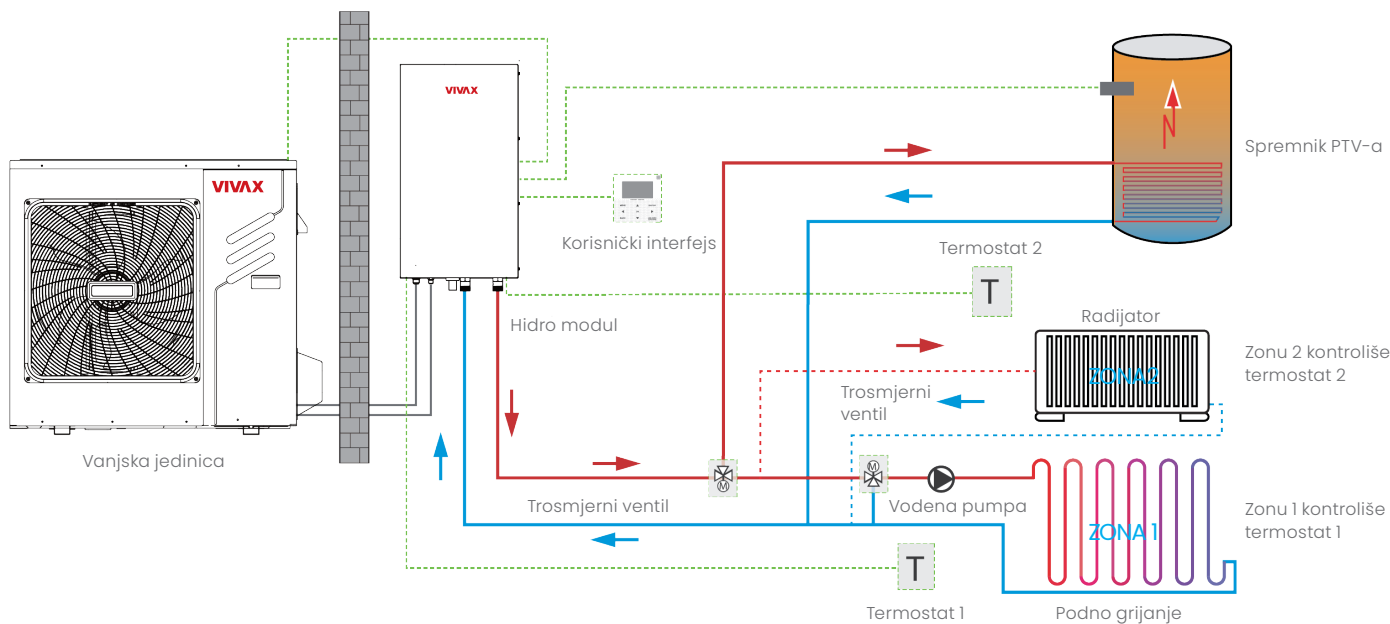 VIVAX
VIVAX
Spremnik PTV-a
Korisnički interfejs
Termostat 2
T
Hidro modul
Radijator
ZONA2
Zonu 2 kontroliše
termostat 2
Trosmjerni
ventil
Vanjska jedinica
M
M
Trosmjerni ventil
Vodena pumpa
ZONA 1
Zonu 1 kontroliše
termostat 1
T
Termostat 1
Podno grijanje